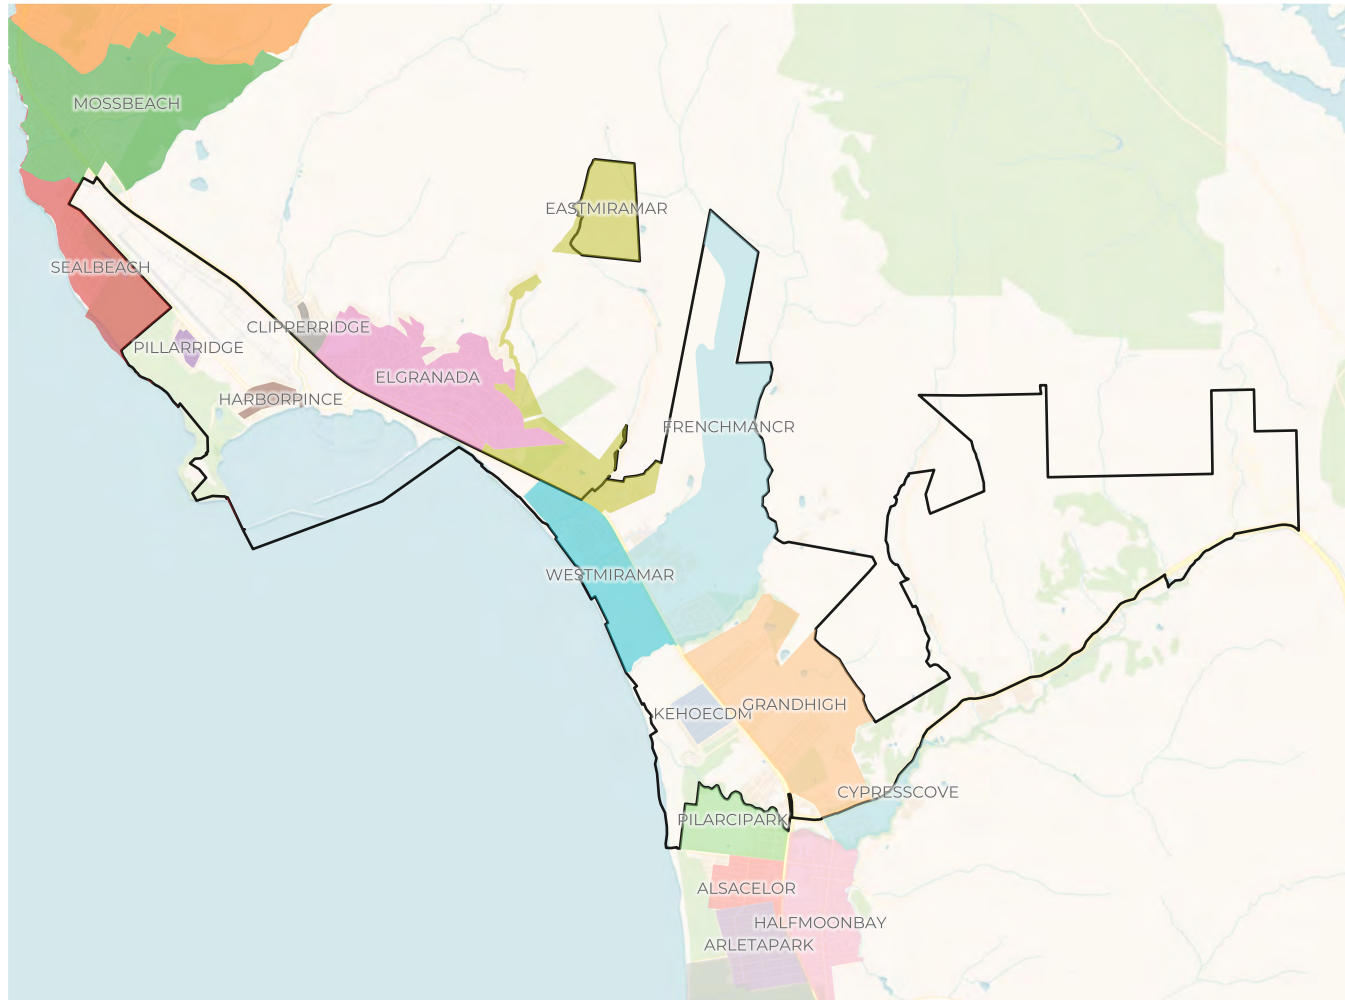 MOSSBEACH
EASTMIRAMAR
SEALBEACH
CLIPPERRIDGE
PILLARRIDGE
ELGRANADA
HARBORPINCE
FRENCHMANCR
WESTMIRAMAR
GRANDHIGH
KEHOECDM
CYPRESSCOVE
PILARCIPARK
ALSACELOR
HALFMOONBAY
ARLETAPARK